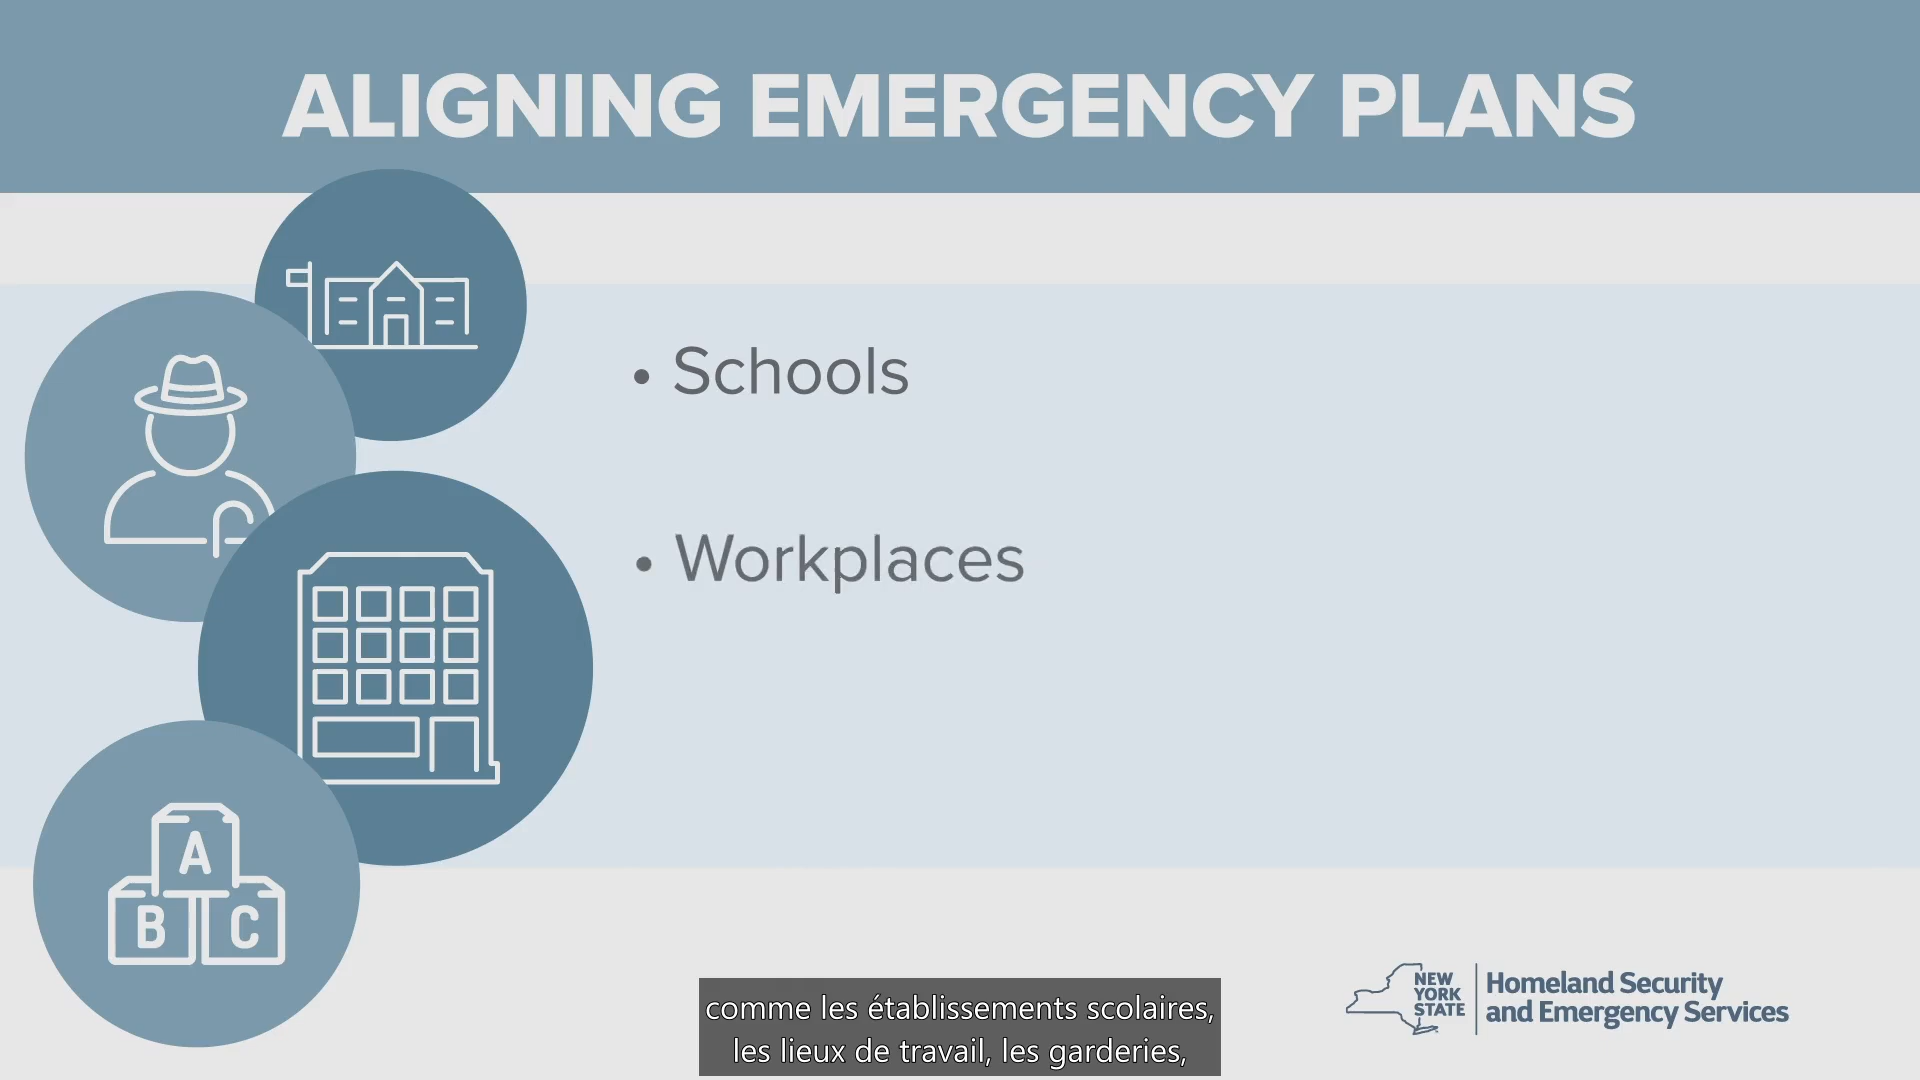 ALIGNING EMERGENCY PLANS
• Schools
• Workplaces
A
B C
comme les établissements scolaires,
les lieux de travail, les garderies,
NEW
YORK
STATE
Homeland Security
and Emergency Services